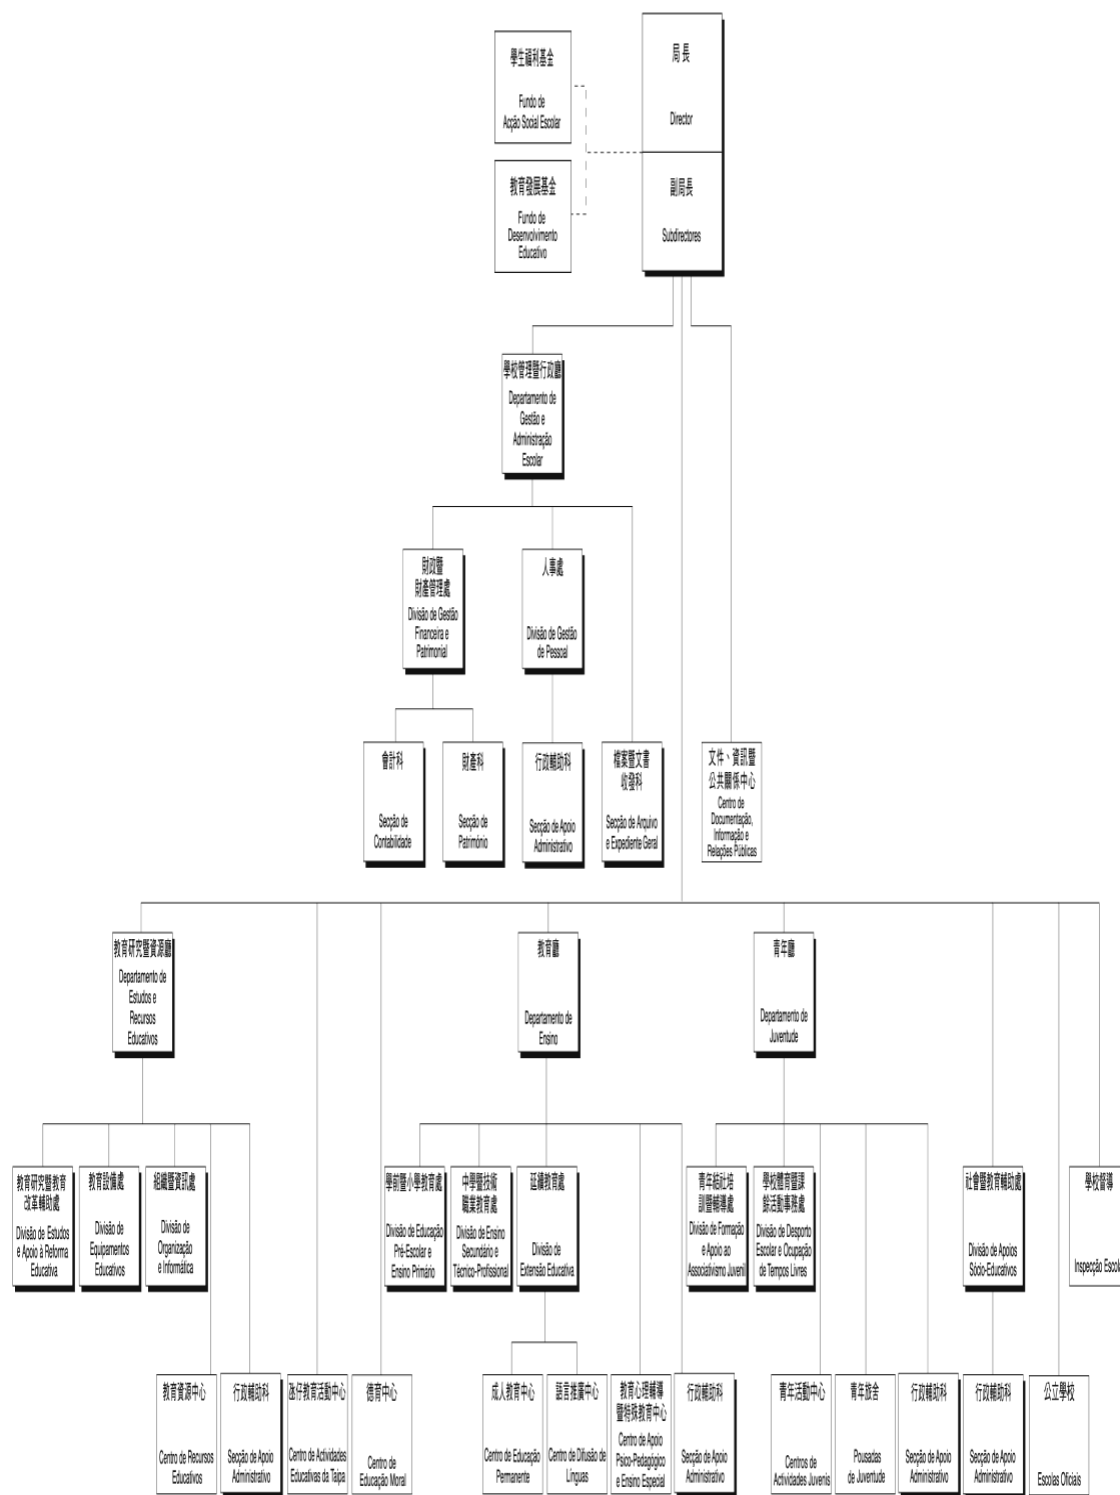 學生福利基金
Fundo de
Acção Social Escolar
局 長
Director
教育發展基金
Fundo de
Desenvolvimento
Educativo
副局長
Subdirectores
學校管理暨行政廳
Departamento de
Gestão e
Administração
Escolar
財政暨
財產管理處
Divisão de Gestão
Financeira e
Patrimonial
人事處
Divisão de Gestão
de Pessoal
會計科
Secção de
Contabilidade
財產科
Secção de
Património
行政輔助科
Secção de Apoio
Administrativo
檔案暨文書
收發科
Secção de Arquivo
e Expediente Geral
文件、資訊暨
公共關係中心
Centro de
Documentação,
Informação e
Relações Públicas
教育研究暨資源廳
Departamento de
Estudos e
Recursos
Educativos
教育廳
Departamento de
Ensino
青年廳
Departamento de
Juventude
教育研究暨教育
改革輔助處
Divisão de Estudos
e Apoio à Reforma
Educativa
教育設備處
Divisão de
Equipamentos
Educativos
組織暨資訊處
Divisão de
Organização
e Informática
學前暨小學教育處
Divisão de Educação
Pré-Escolar e
Ensino Primário
中學暨技術
職業教育處
Divisão de Ensino
Secundário e
Técnico-Profissional
延續教育處
Divisão de
Extensão Educativa
青年結社培
訓暨輔導處
Divisão de Formação
e Apoio ao
Associativismo Juvenil
學校體育暨課
餘活動事務處
Divisão de Desporto
Escolar e Ocupação
de Tempos Livres
社會暨教育輔助處
Divisão de Apoios
Sócio-Educativos
學校督導
Inspecção Escol
教育資源中心
Centro de Recursos
Educativos
行政輔助科
Secção de Apoio
Administrativo
氹仔教育活動中心
Centro de Actividades
Educativas da Taipa
德育中心
Centro de
Educação Moral
成人教育中心
Centro de Educação
Permanente
語言推廣中心
Centro de Difusão de
Línguas
教育心理輔導
暨特殊教育中心
Centro de Apoio
Psico-Pedagógico
e Ensino Especial
行政輔助科
Secção de Apoio
Administrativo
青年活動中心
Centros de
Actividades Juvenis
青年旅舍
Pousadas
de Juventude
行政輔助科
Secção de Apoio
Administrativo
行政輔助科
Secção de Apoio
Administrativo
公立學校
Escolas Oficiais